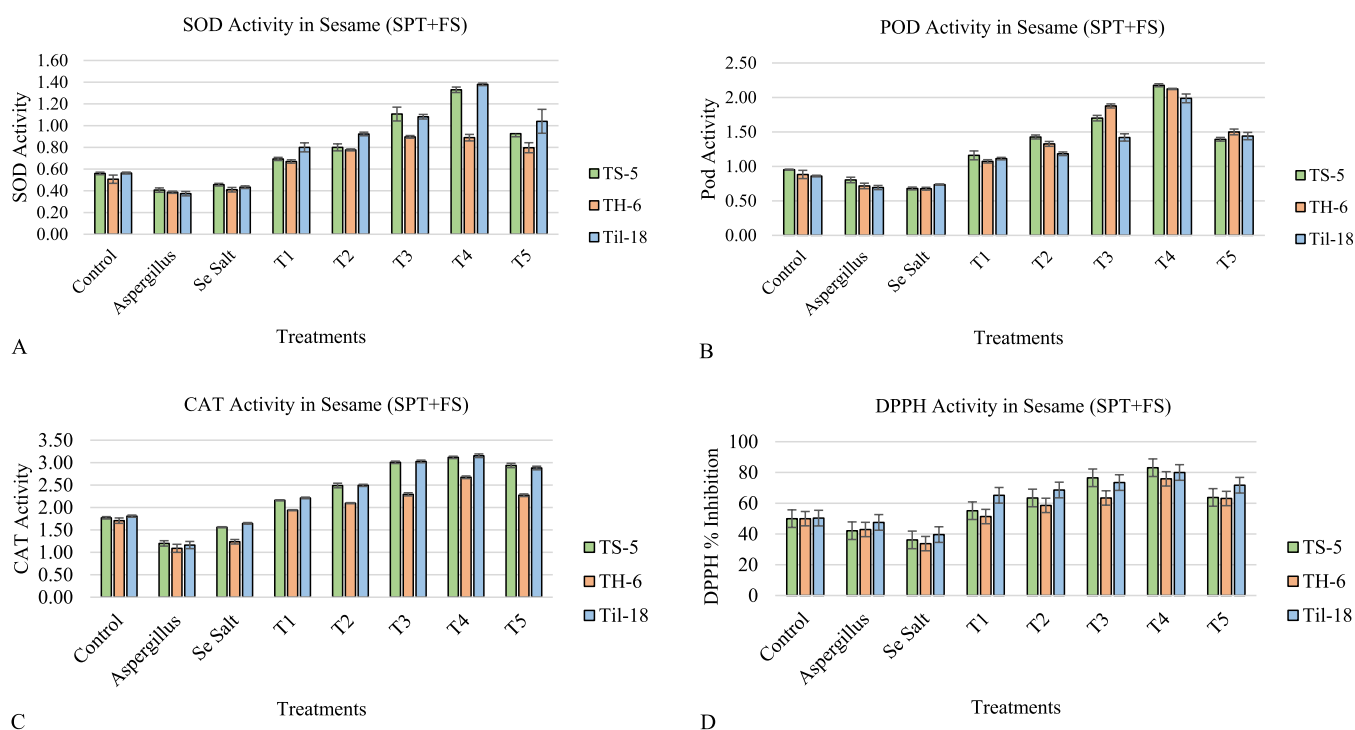 SOD Activity in Sesame (SPT+FS)
1.60
1.40
1.20
1.00
0.80
0.60
0.40
0.20
0.00
SOD Activity
Control
Aspergillus
Se Salt
T1
T2
T3
T4
T5
Treatments
TS-5
TH-6
Til-18
A
POD Activity in Sesame (SPT+FS)
2.50
2.00
1.50
1.00
0.50
0.00
Pod Activity
Control
Aspergillus
Se Salt
T1
T2
T3
T4
T5
Treatments
TS-5
TH-6
Til-18
B
CAT Activity in Sesame (SPT+FS)
3.50
3.00
2.50
2.00
1.50
1.00
0.50
0.00
CAT Activity
Control
Aspergillus
Se Salt
T1
T2
T3
T4
T5
Treatments
TS-5
TH-6
Til-18
C
DPPH Activity in Sesame (SPT+FS)
100
80
60
40
20
0
DPPH % Inhibition
Control
Aspergillus
Se Salt
T1
T2
T3
T4
T5
Treatments
TS-5
TH-6
Til-18
D